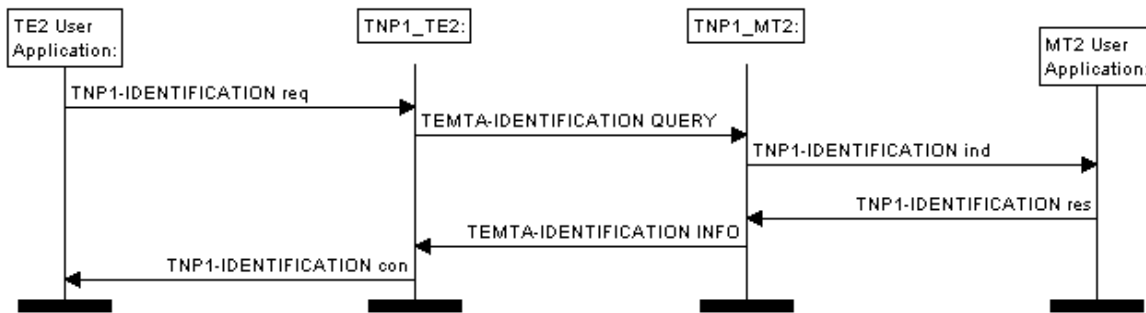 TE2 User
Application:
TNP1_TE2:
TNP1_MT2:
MT2 User
Application:
TNP1-IDENTIFICATION req
TEMTA-IDENTIFICATION QUERY
TNP1-IDENTIFICATION ind
TNP1-IDENTIFICATION res
TEMTA-IDENTIFICATION INFO
TNP1-IDENTIFICATION con